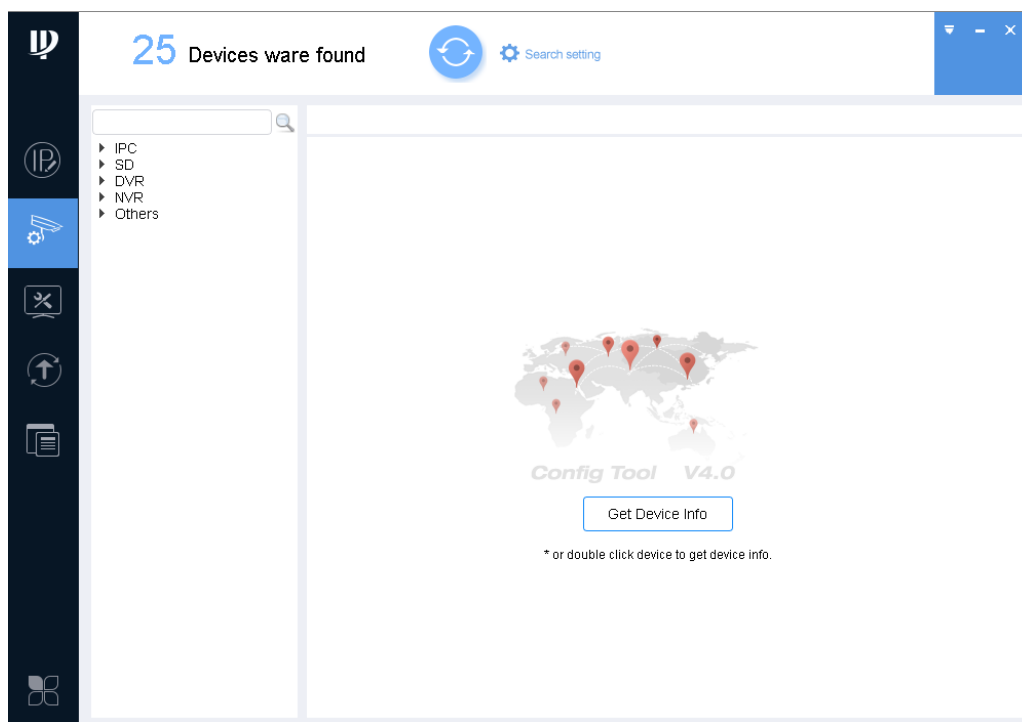 25 Devices ware found
Search setting
IPC
SD
DVR
NVR
Others
Config Tool V4.0
Get Device Info
* or double click device to get device info.